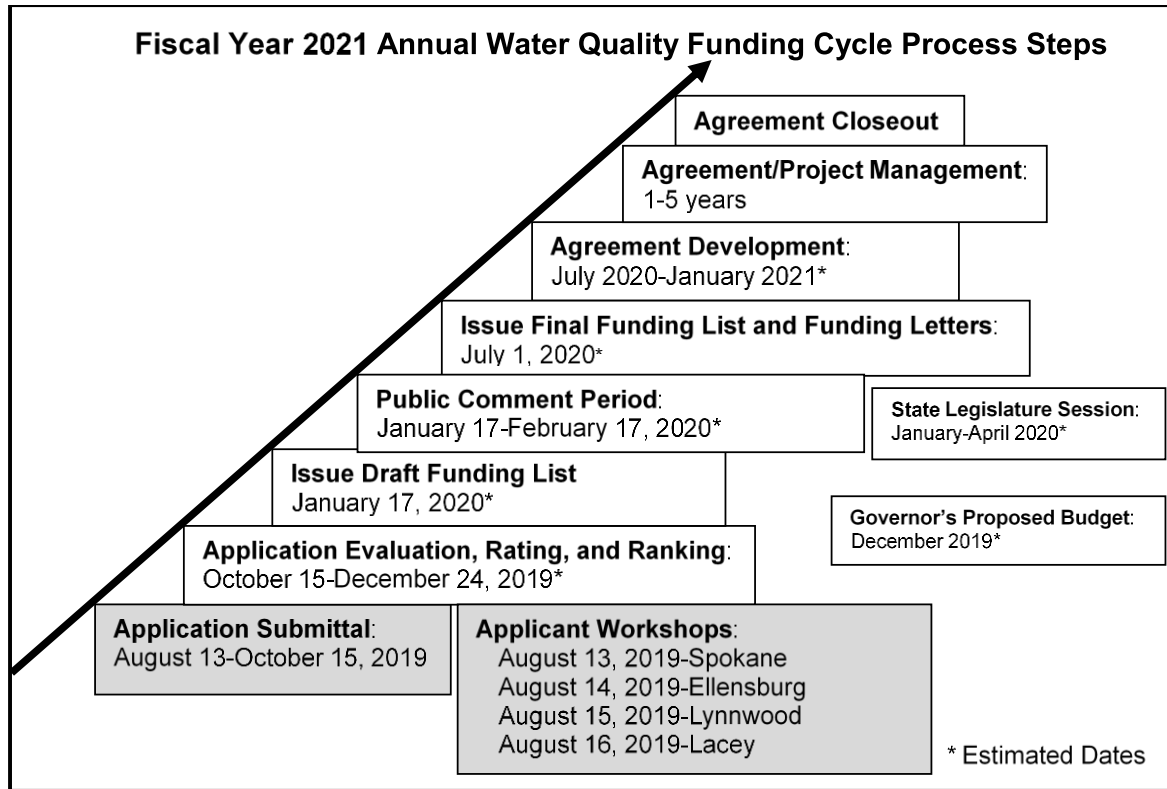 Fiscal Year 2021 Annual Water Quality Funding Cycle Process Steps
Agreement Closeout
Agreement/Project Management:
1-5 years
Agreement Development:
July 2020-January 2021*
Issue Final Funding List and Funding Letters:
July 1, 2020*
Public Comment Period:
January 17-February 17, 2020*
State Legislature Session:
January-April 2020*
Issue Draft Funding List
January 17, 2020*
Governor's Proposed Budget:
December 2019*
Application Evaluation, Rating, and Ranking:
October 15-December 24, 2019*
Application Submittal:
August 13-October 15, 2019
Applicant Workshops:
August 13, 2019-Spokane
August 14, 2019-Ellensburg
August 15, 2019-Lynnwood
August 16, 2019-Lacey
* Estimated Dates